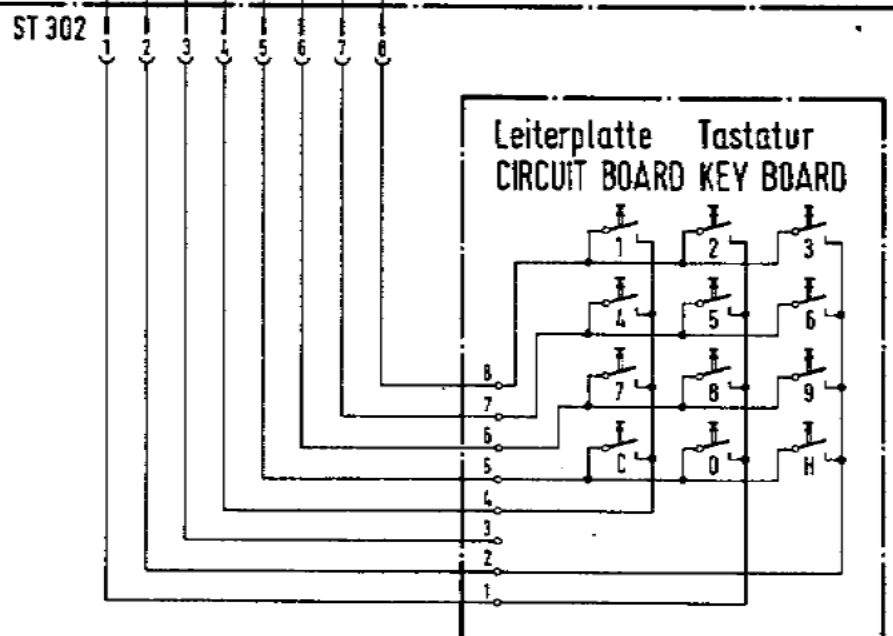 ST 302
1 2 3 4 5 6 7 8
Leiterplatte Tastatur
CIRCUIT BOARD KEY BOARD
1 2 3
4 5 6
7 8 9
C 0 H
8
7
6
5
4
3
2
1